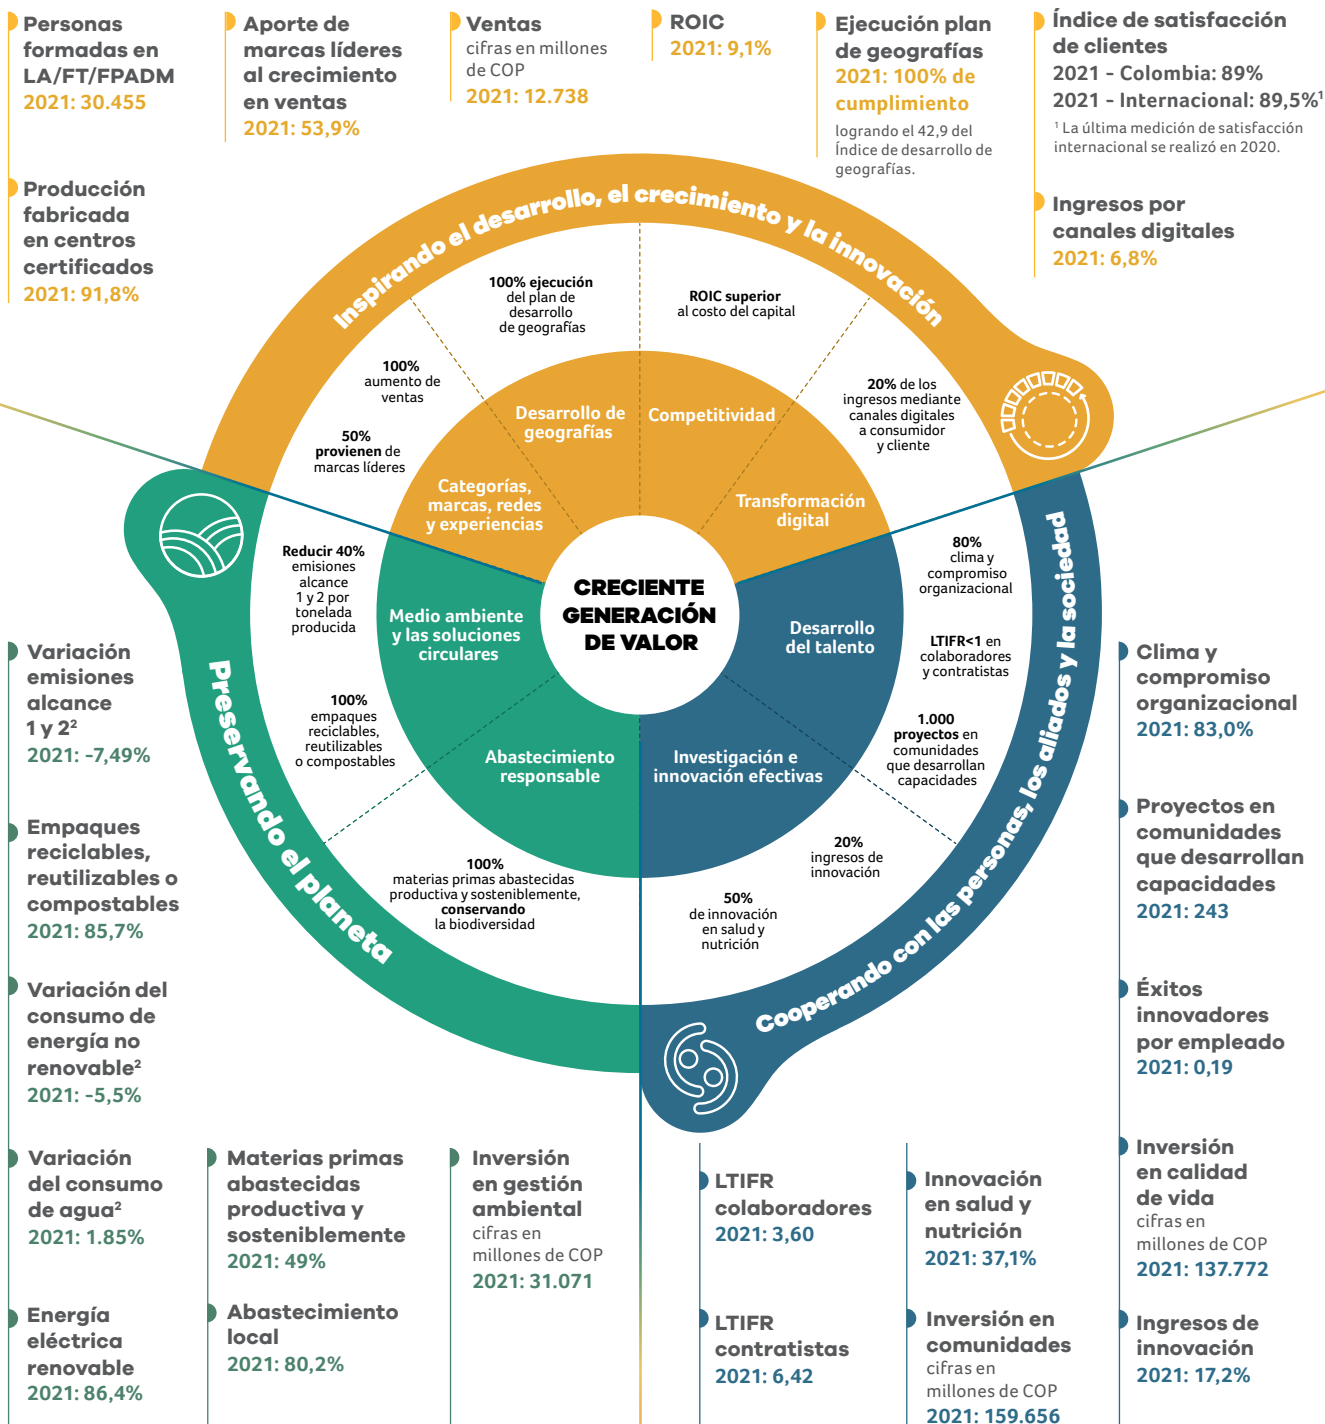 Personas
formadas en
LA/FT/FPADM
2021: 30.455
Producción
fabricada
en centros
certificados
2021: 91,8%
Aporte de
marcas líderes
al crecimiento
en ventas
2021: 53,9%
Ventas
cifras en millones
de COP
2021: 12.738
ROIC
2021: 9,1%
Ejecución plan
de geografías
2021: 100% de
cumplimiento
logrando el 42,9 del
Índice de desarrollo de
geografías.
Índice de satisfacción
de clientes
2021 - Colombia: 89%
2021 - Internacional: 89,5%¹
¹ La última medición de satisfacción
internacional se realizó en 2020.
Ingresos por
canales digitales
2021: 6,8%
Inspirando el desarrollo, el crecimiento y la innovación
100% ejecución
del plan de
desarrollo
de geografías
ROIC superior
al costo del capital
100%
aumento de
ventas
50%
provienen de
marcas líderes
20% de los
ingresos mediante
canales digitales
a consumidor
y cliente
Desarrollo de
geografías
Competitividad
Categorías,
marcas, redes
y experiencias
Transformación
digital
CRECIENTE
GENERACIÓN
DE VALOR
Reducir 40%
emisiones
alcance
1 y 2 por
tonelada
producida
100%
empaques
reciclables,
reutilizables
o compostables
Medio ambiente
y las soluciones
circulares
Abastecimiento
responsable
100%
materias primas abastecidas
productiva y sosteniblemente,
conservando
la biodiversidad
Preservando el planeta
Desarrollo
del talento
Investigación e
innovación efectivas
80%
clima y
compromiso
organizacional
LTIFR<1 en
colaboradores
y contratistas
1.000
proyectos en
comunidades
que desarrollan
capacidades
20%
ingresos de
innovación
50%
de innovación
en salud y
nutrición
Cooperando con las personas, los aliados y la sociedad
Variación
emisiones
alcance
1 y 2²
2021: -7,49%
Empaques
reciclables,
reutilizables o
compostables
2021: 85,7%
Variación del
consumo de
energía no
renovable²
2021: -5,5%
Variación
del consumo
de agua²
2021: 1.85%
Energía
eléctrica
renovable
2021: 86,4%
Materias primas
abastecidas
productiva y
sosteniblemente
2021: 49%
Abastecimiento
local
2021: 80,2%
Inversión
en gestión
ambiental
cifras en
millones de COP
2021: 31.071
LTIFR
colaboradores
2021: 3,60
LTIFR
contratistas
2021: 6,42
Innovación
en salud y
nutrición
2021: 37,1%
Inversión en
comunidades
cifras en
millones de COP
2021: 159.656
Clima y
compromiso
organizacional
2021: 83,0%
Proyectos en
comunidades
que desarrollan
capacidades
2021: 243
Éxitos
innovadores
por empleado
2021: 0,19
Inversión
en calidad
de vida
cifras en
millones de COP
2021: 137.772
Ingresos de
innovación
2021: 17,2%